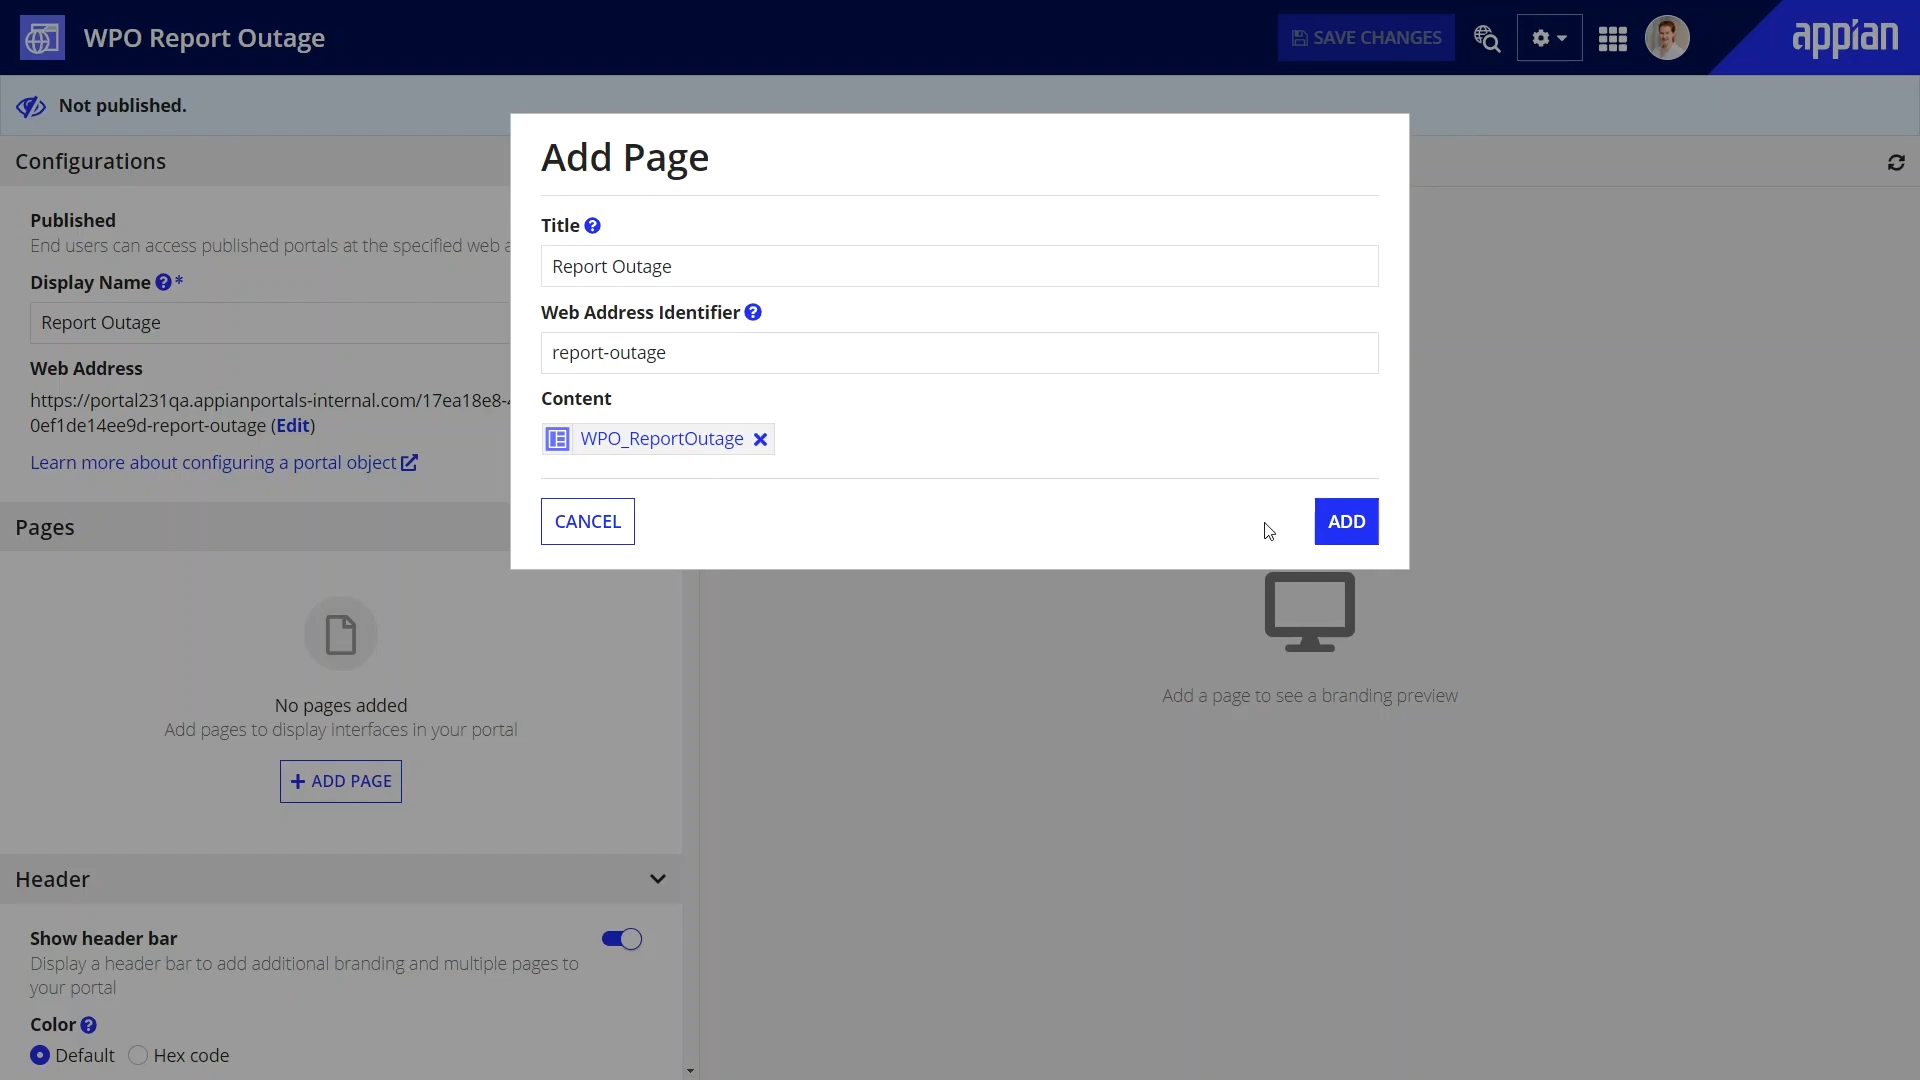 WPO Report Outage
SAVE CHANGES
appian
Not published.
Configurations
Published
End users can access published portals at the specified web
Display Name ? *
Report Outage
Web Address
https://portal231qa.appianportals-internal.com/17ea18e8-
0ef1de14ee9d-report-outage (Edit)
Learn more about configuring a portal object
Pages
No pages added
Add pages to display interfaces in your portal
+ ADD PAGE
Header
Show header bar
Display a header bar to add additional branding and multiple pages to
your portal
Color ?
Default
Hex code
Add Page
Title ?
Report Outage
Web Address Identifier ?
report-outage
Content
WPO_ReportOutage
CANCEL
ADD
Add a page to see a branding preview